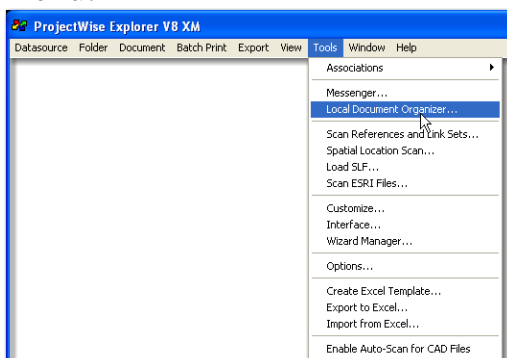 ProjectWise Explorer V8 XM
Datasource Folder Document Batch Print Export View Tools Window Help
Associations
Messenger...
Local Document Organizer...
Scan References and Link Sets...
Spatial Location Scan...
Load SLF...
Scan ESRI Files...
Customize...
Interface...
Wizard Manager...
Options...
Create Excel Template...
Export to Excel...
Import from Excel...
Enable Auto-Scan for CAD Files